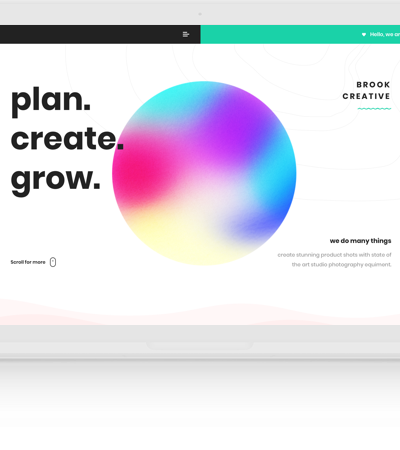 Hello, we ar
plan.
create.
grow.
BROOK
CREATIVE
we do many things
create stunning product shots with state of
the art studio photography equiment.
Scroll for more